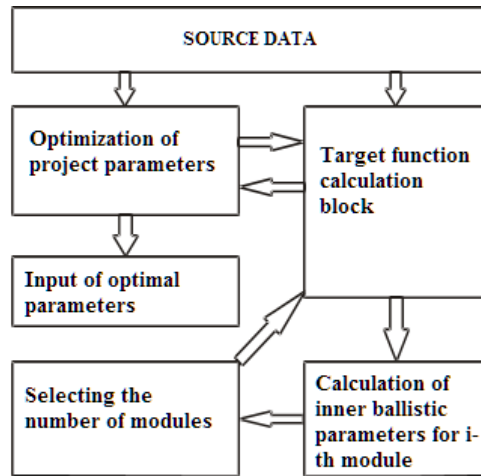 SOURCE DATA
Optimization of
project parameters
Target function
calculation
block
Input of optimal
parameters
Selecting the
number of modules
Calculation of
inner ballistic
parameters for i-
th module